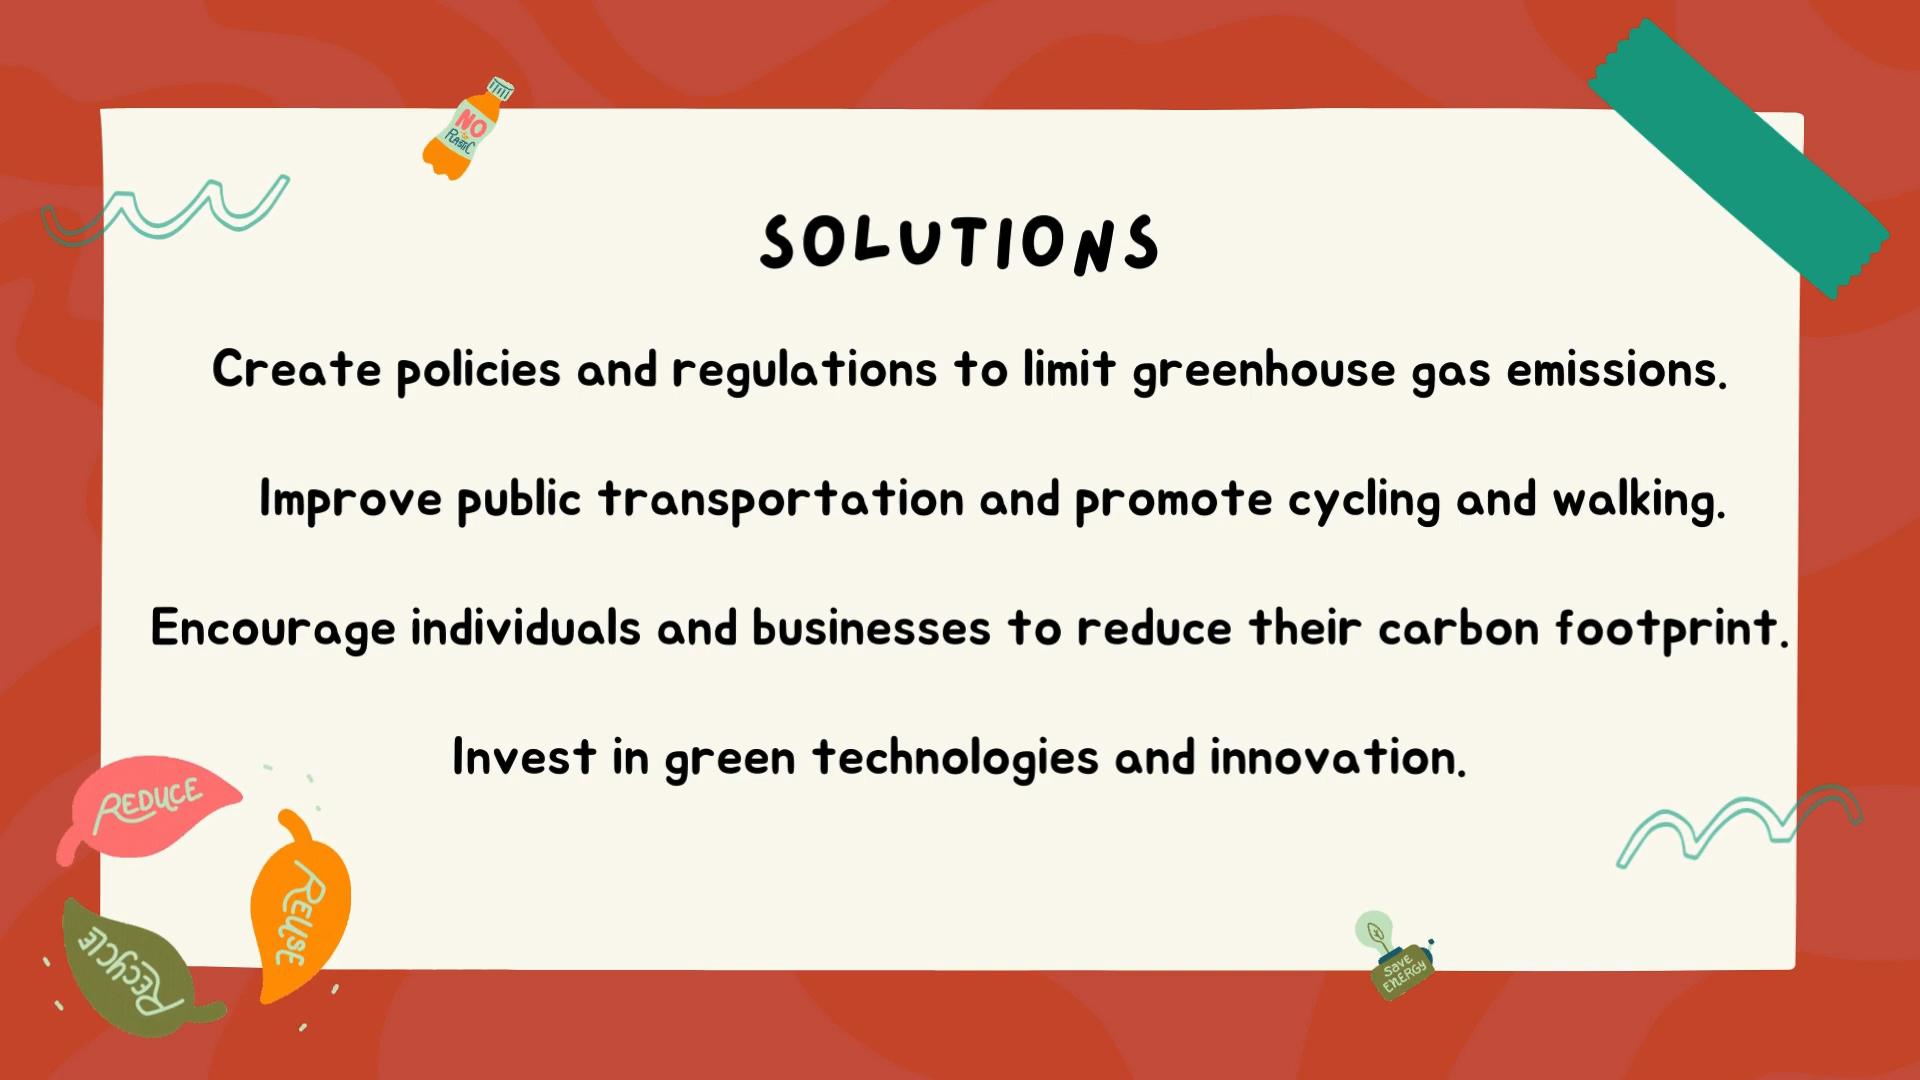 NO
to
PLASTIC
SOLUTIONS
Create policies and regulations to limit greenhouse gas emissions.
Improve public transportation and promote cycling and walking.
Encourage individuals and businesses to reduce their carbon footprint.
Invest in green technologies and innovation.
REDUCE
REUSE
RECYCLE
SAVE
ENERGY